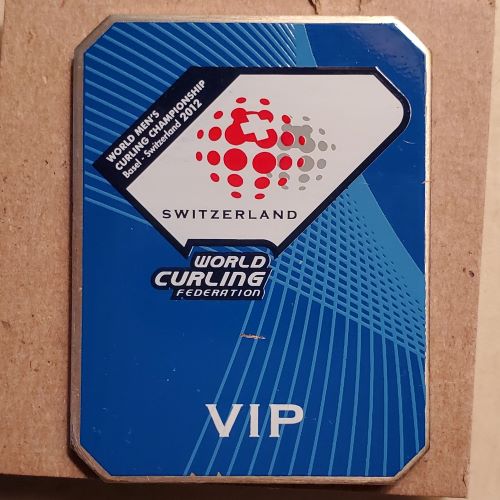 WORLD MEN'S
CURLING CHAMPIONSHIP
Basel - Switzerland 2012
SWITZERLAND
WORLD
CURLING
FEDERATION
VIP